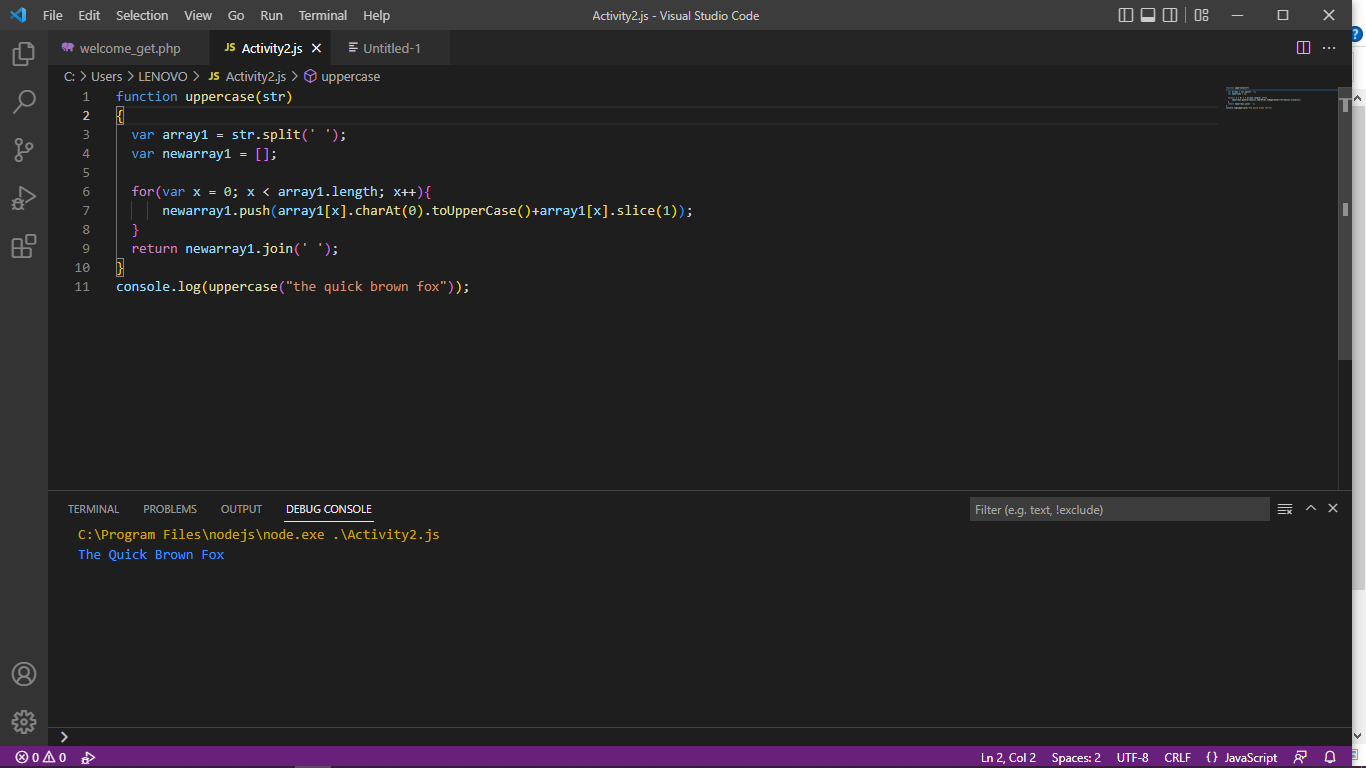 File Edit Selection View Go Run Terminal Help Activity2.js - Visual Studio Code
welcome_get.php JS Activity2.js Untitled-1
C: > Users > LENOVO > JS Activity2.js > uppercase
1 function uppercase(str)
2 {
3 var array1 = str.split(' ');
4 var newarray1 = [];
5
6 for(var x = 0; x < array1.length; x++){
7 newarray1.push(array1[x].charAt(0).toUpperCase()+array1[x].slice(1));
8 }
9 return newarray1.join(' ');
10 }
11 console.log(uppercase("the quick brown fox"));
TERMINAL PROBLEMS OUTPUT DEBUG CONSOLE Filter (e.g. text, !exclude)
C:\Program Files\nodejs\node.exe .\Activity2.js
The Quick Brown Fox
0 0 Ln 2, Col 2 Spaces: 2 UTF-8 CRLF {} JavaScript